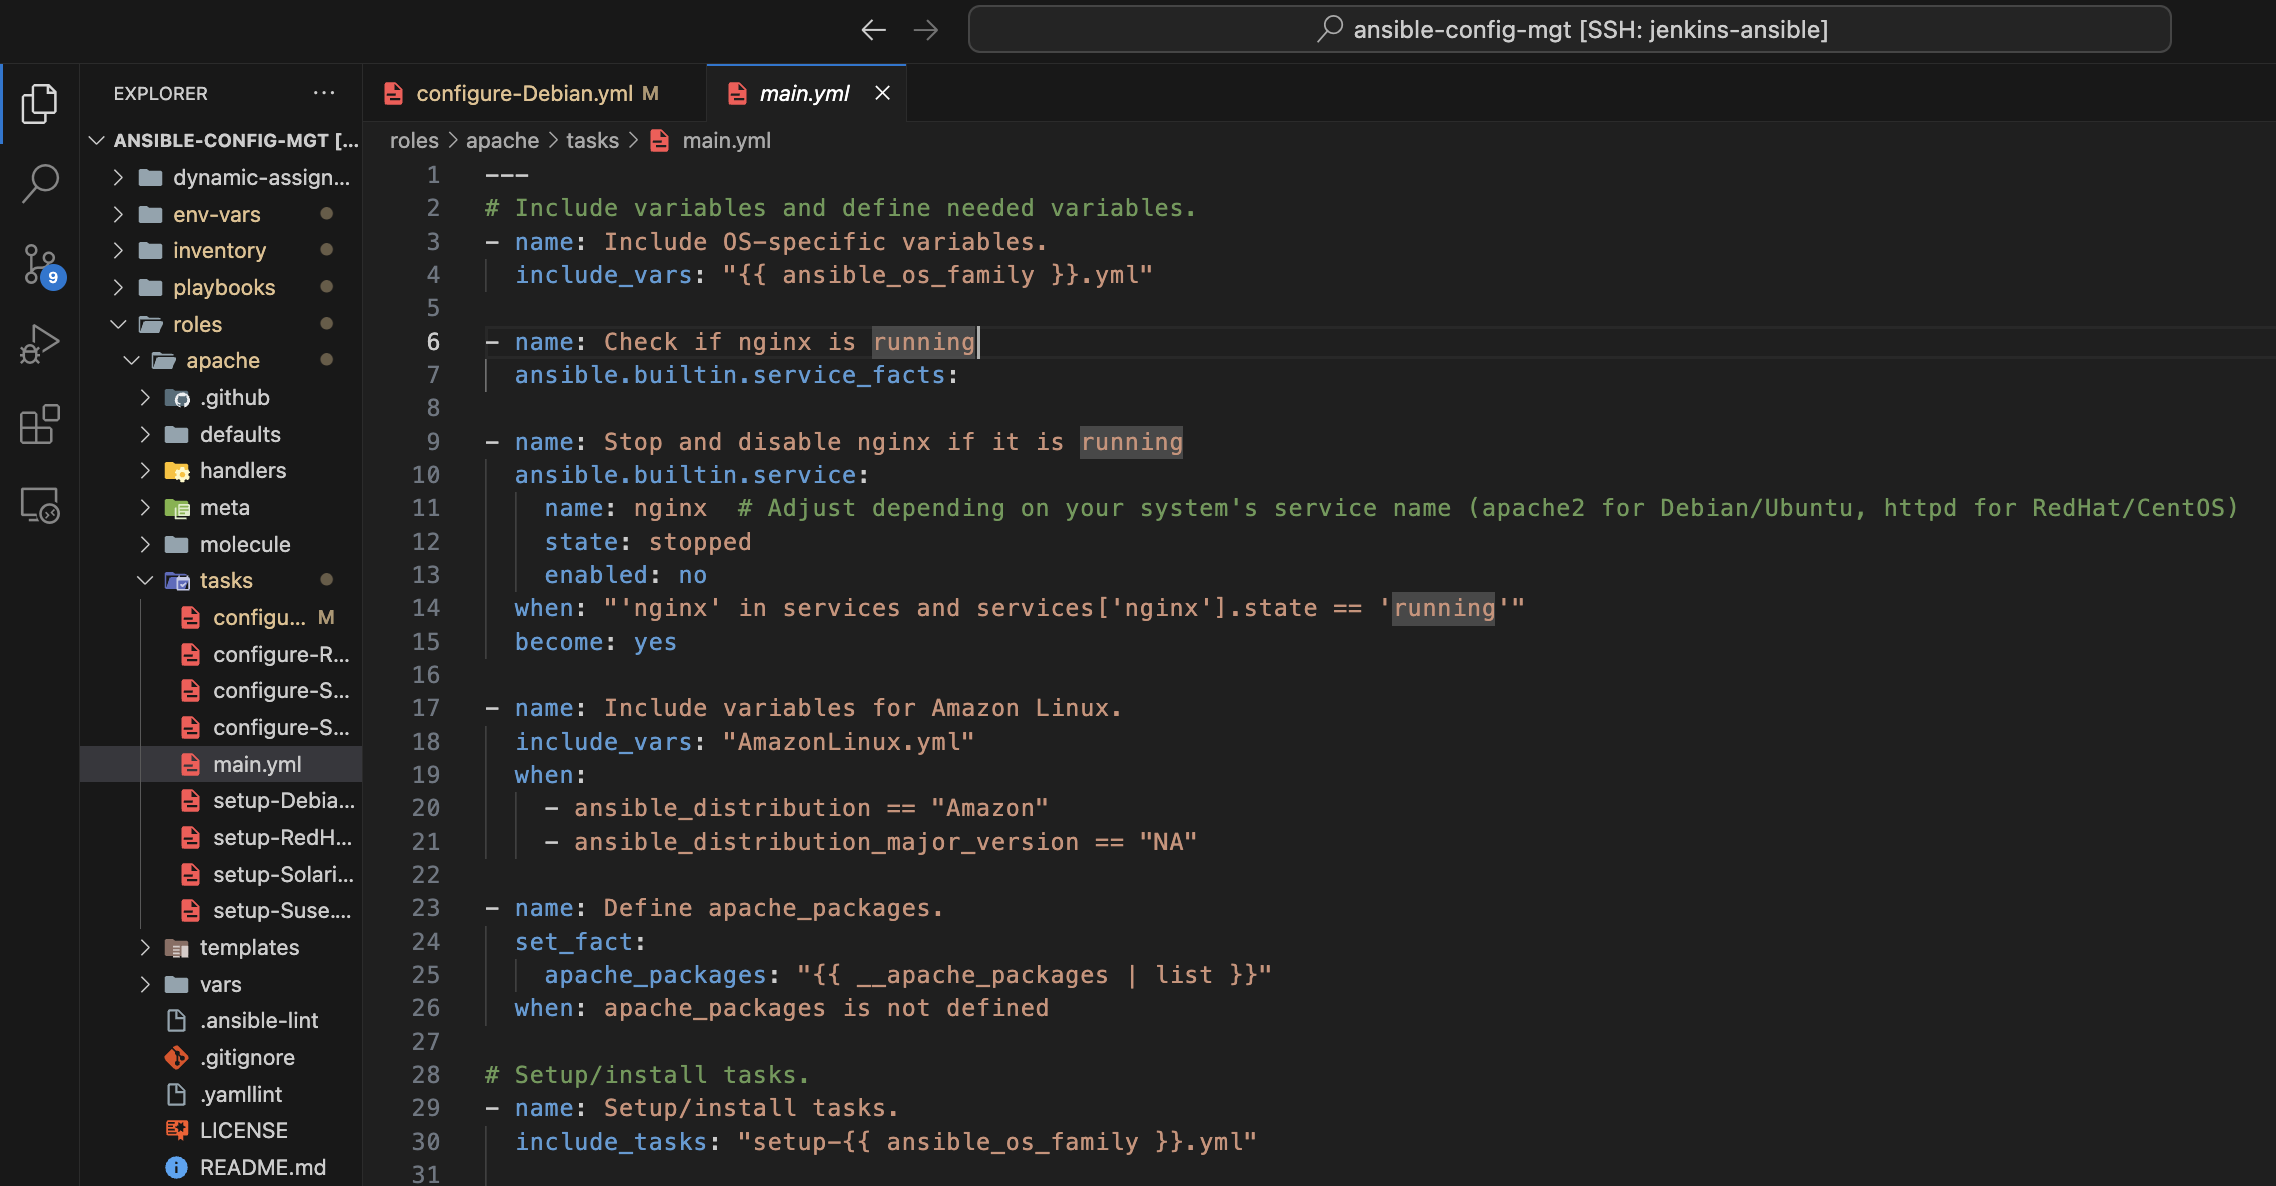 ansible-config-mgt [SSH: jenkins-ansible]
EXPLORER ...
configure-Debian.yml M
main.yml
ANSIBLE-CONFIG-MGT [...
roles > apache > tasks > main.yml
dynamic-assign...
env-vars
inventory
playbooks
roles
apache
.github
defaults
handlers
meta
molecule
tasks
configu... M
configure-R...
configure-S...
configure-S...
main.yml
setup-Debia...
setup-RedH...
setup-Solari...
setup-Suse....
templates
vars
.ansible-lint
.gitignore
.yamllint
LICENSE
README.md
9
1 ---
2 # Include variables and define needed variables.
3 - name: Include OS-specific variables.
4   include_vars: "{{ ansible_os_family }}.yml"
5
6 - name: Check if nginx is running
7   ansible.builtin.service_facts:
8
9 - name: Stop and disable nginx if it is running
10   ansible.builtin.service:
11     name: nginx  # Adjust depending on your system's service name (apache2 for Debian/Ubuntu, httpd for RedHat/CentOS)
12     state: stopped
13     enabled: no
14   when: "'nginx' in services and services['nginx'].state == 'running'"
15   become: yes
16
17 - name: Include variables for Amazon Linux.
18   include_vars: "AmazonLinux.yml"
19   when:
20     - ansible_distribution == "Amazon"
21     - ansible_distribution_major_version == "NA"
22
23 - name: Define apache_packages.
24   set_fact:
25     apache_packages: "{{ __apache_packages | list }}"
26   when: apache_packages is not defined
27
28 # Setup/install tasks.
29 - name: Setup/install tasks.
30   include_tasks: "setup-{{ ansible_os_family }}.yml"
31